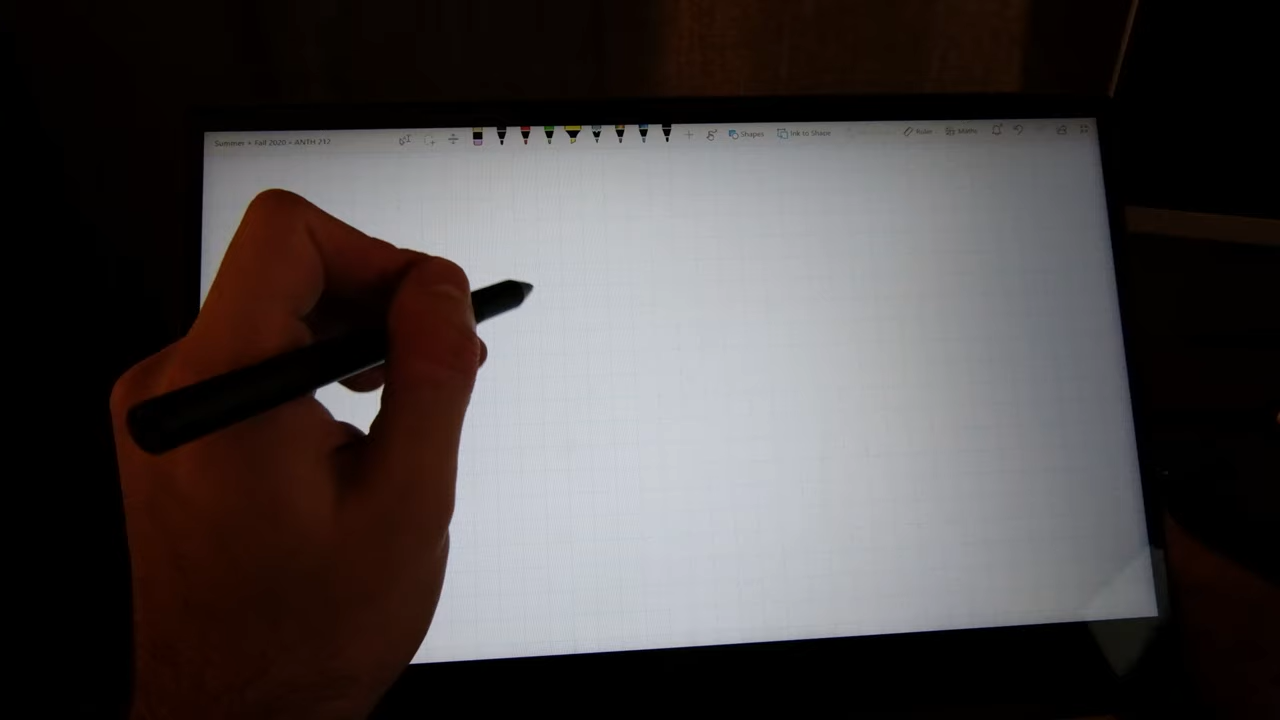 Summer + Fall 2020 » ANTH 212
Shapes
Ink to Shape
Ruler
Maths